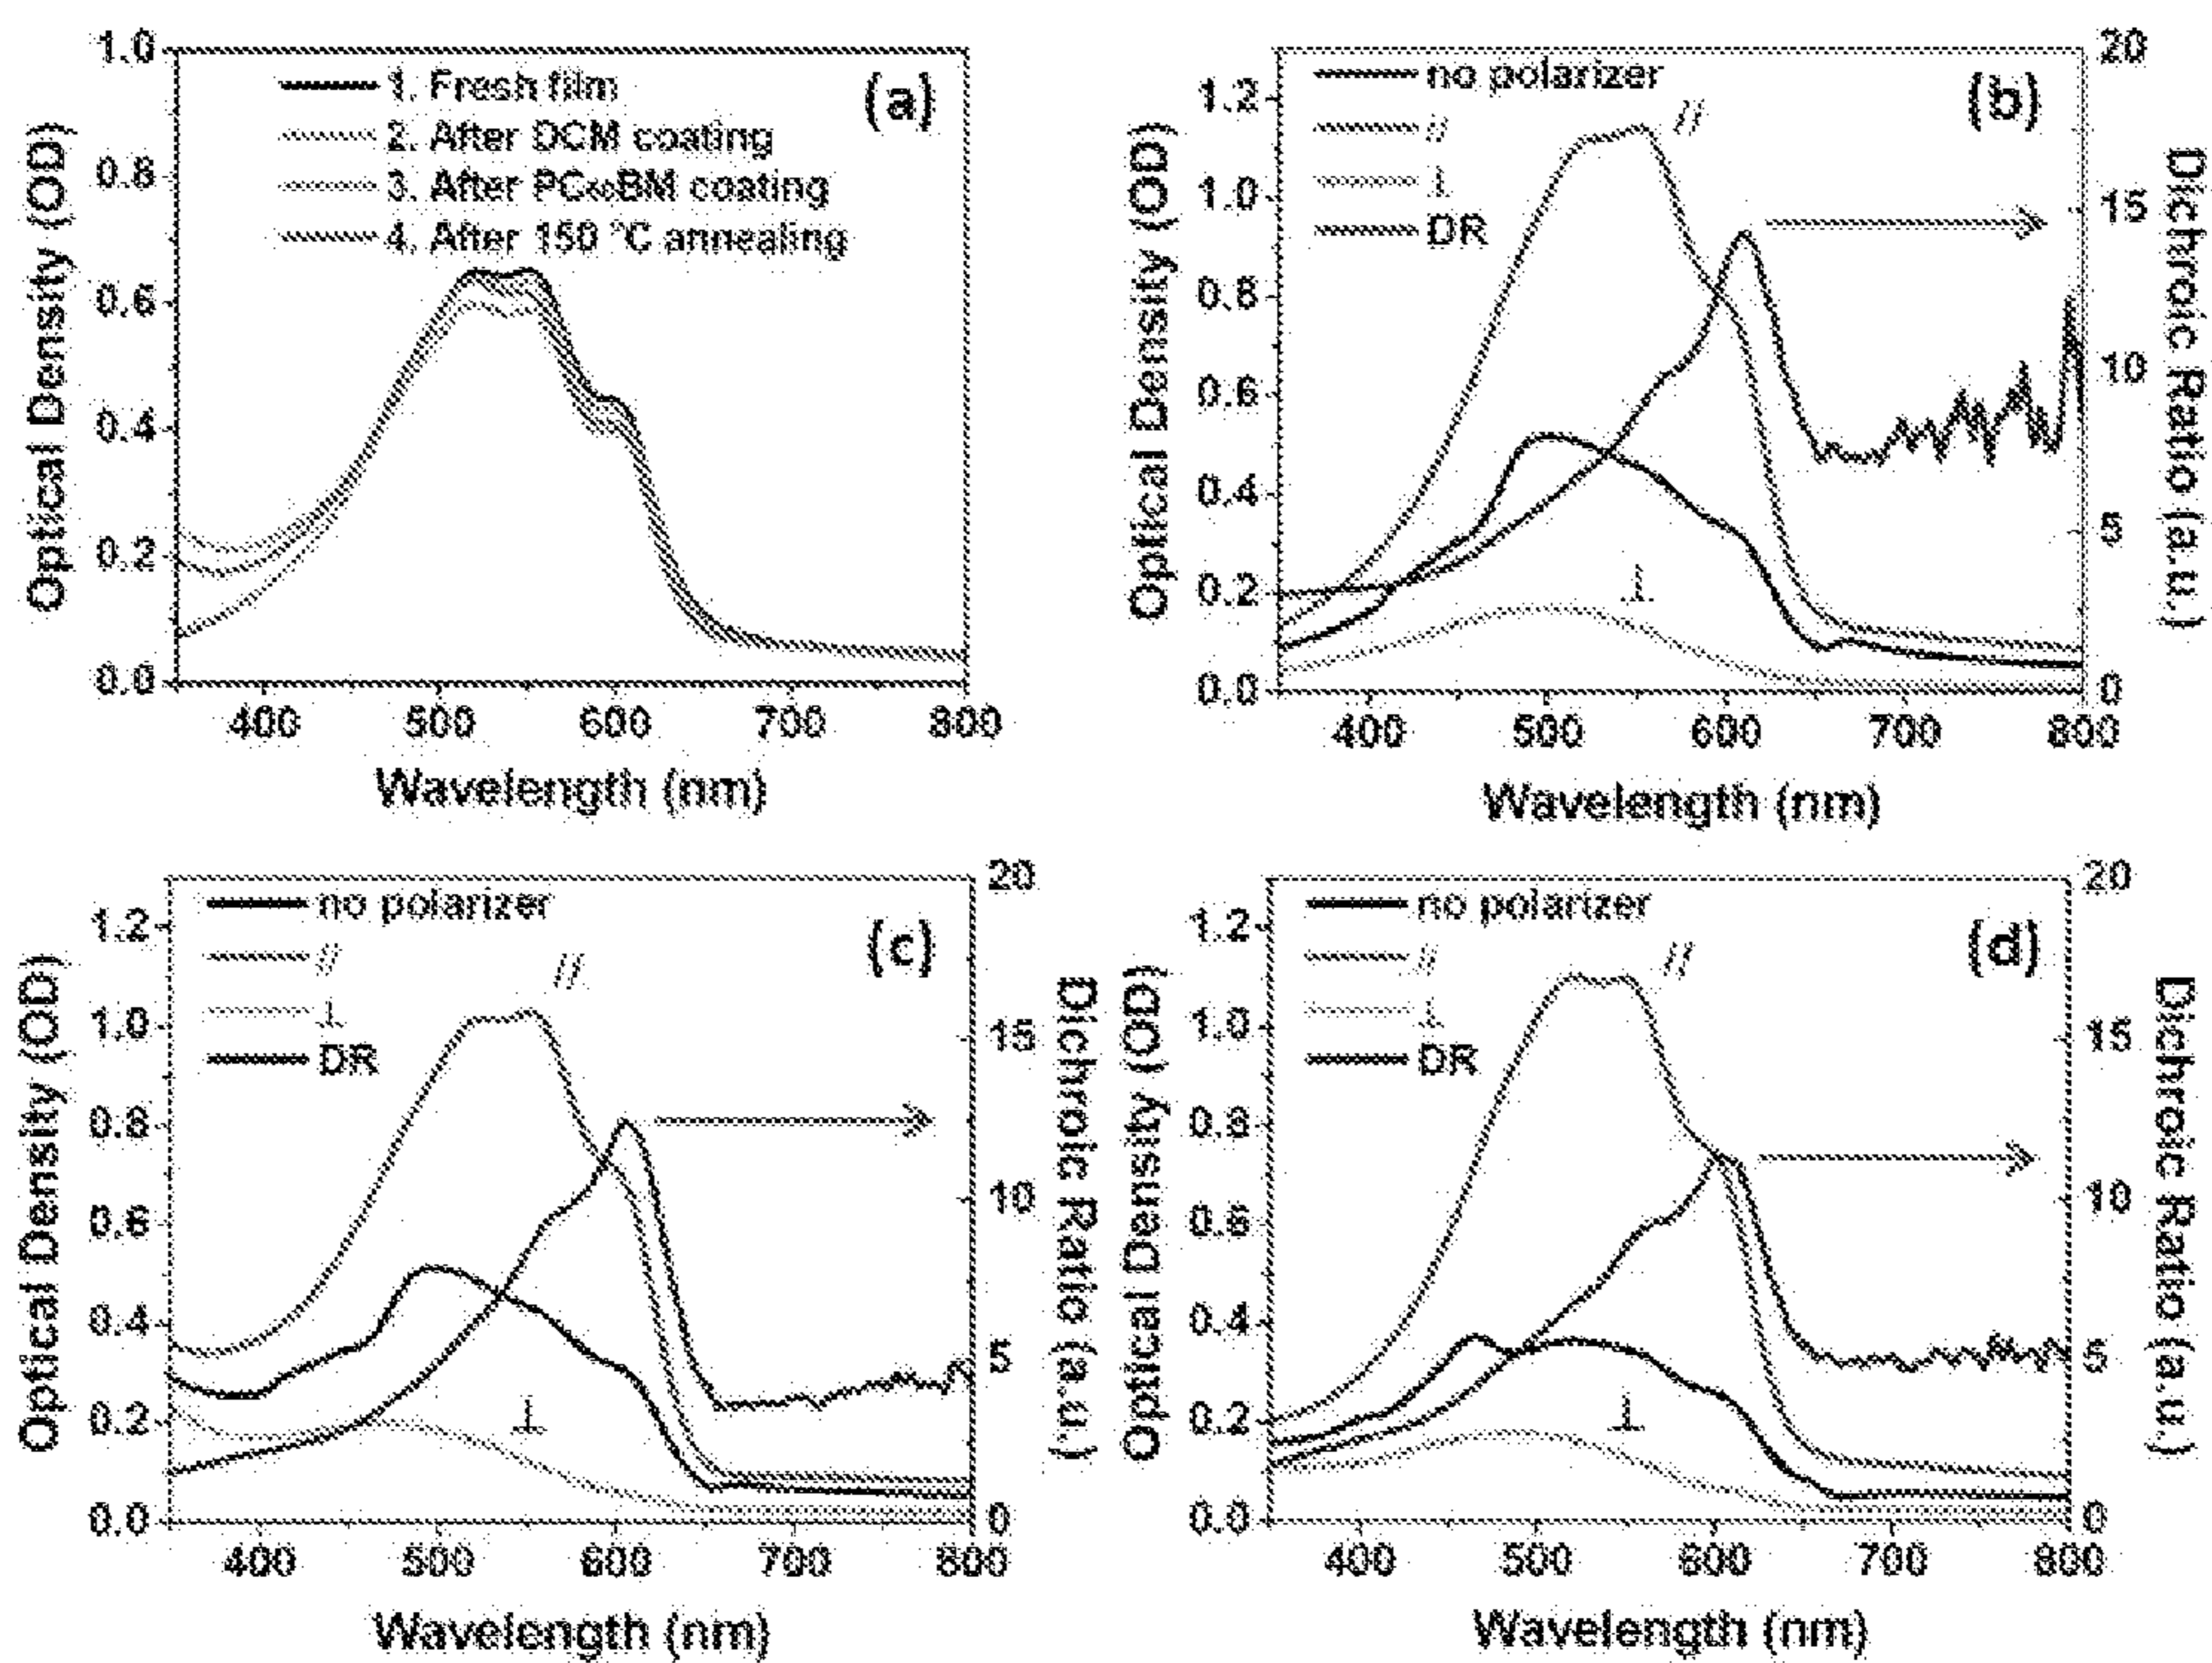 (a)
1. Fresh film
2. After DCM coating
3. After PC60BM coating
4. After 150 °C annealing
Optical Density (OD)
1.0
0.8
0.6
0.4
0.2
0.0
400 500 600 700 800
Wavelength (nm)
(b)
no polarizer
//
⊥
DR
//
⊥
Optical Density (OD)
1.2
1.0
0.8
0.6
0.4
0.2
0.0
20
15
10
5
0
Dichroic Ratio (a.u.)
400 500 600 700 800
Wavelength (nm)
(c)
no polarizer
//
⊥
DR
//
⊥
Optical Density (OD)
1.2
1.0
0.8
0.6
0.4
0.2
0.0
20
15
10
5
0
Dichroic Ratio (a.u.)
400 500 600 700 800
Wavelength (nm)
(d)
no polarizer
//
⊥
DR
//
⊥
Optical Density (OD)
1.2
1.0
0.8
0.6
0.4
0.2
0.0
20
15
10
5
0
Dichroic Ratio (a.u.)
400 500 600 700 800
Wavelength (nm)